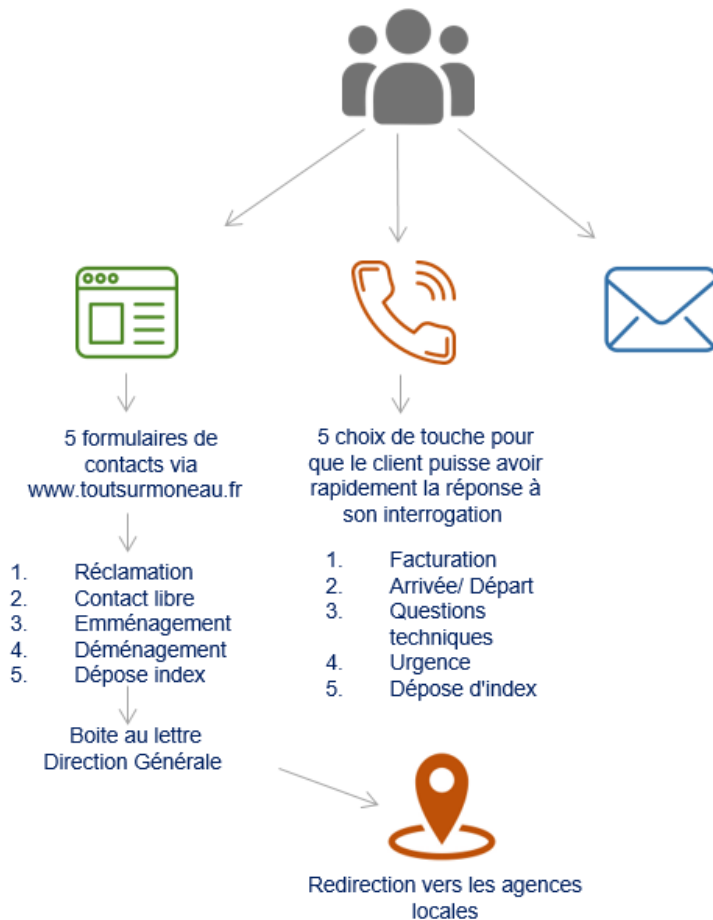 5 formulaires de
contacts via
www.toutsurmoneau.fr
1. Réclamation
2. Contact libre
3. Emménagement
4. Déménagement
5. Dépose index
Boite au lettre
Direction Générale
5 choix de touche pour
que le client puisse avoir
rapidement la réponse à
son interrogation
1. Facturation
2. Arrivée/ Départ
3. Questions
techniques
4. Urgence
5. Dépose d'index
Redirection vers les agences
locales